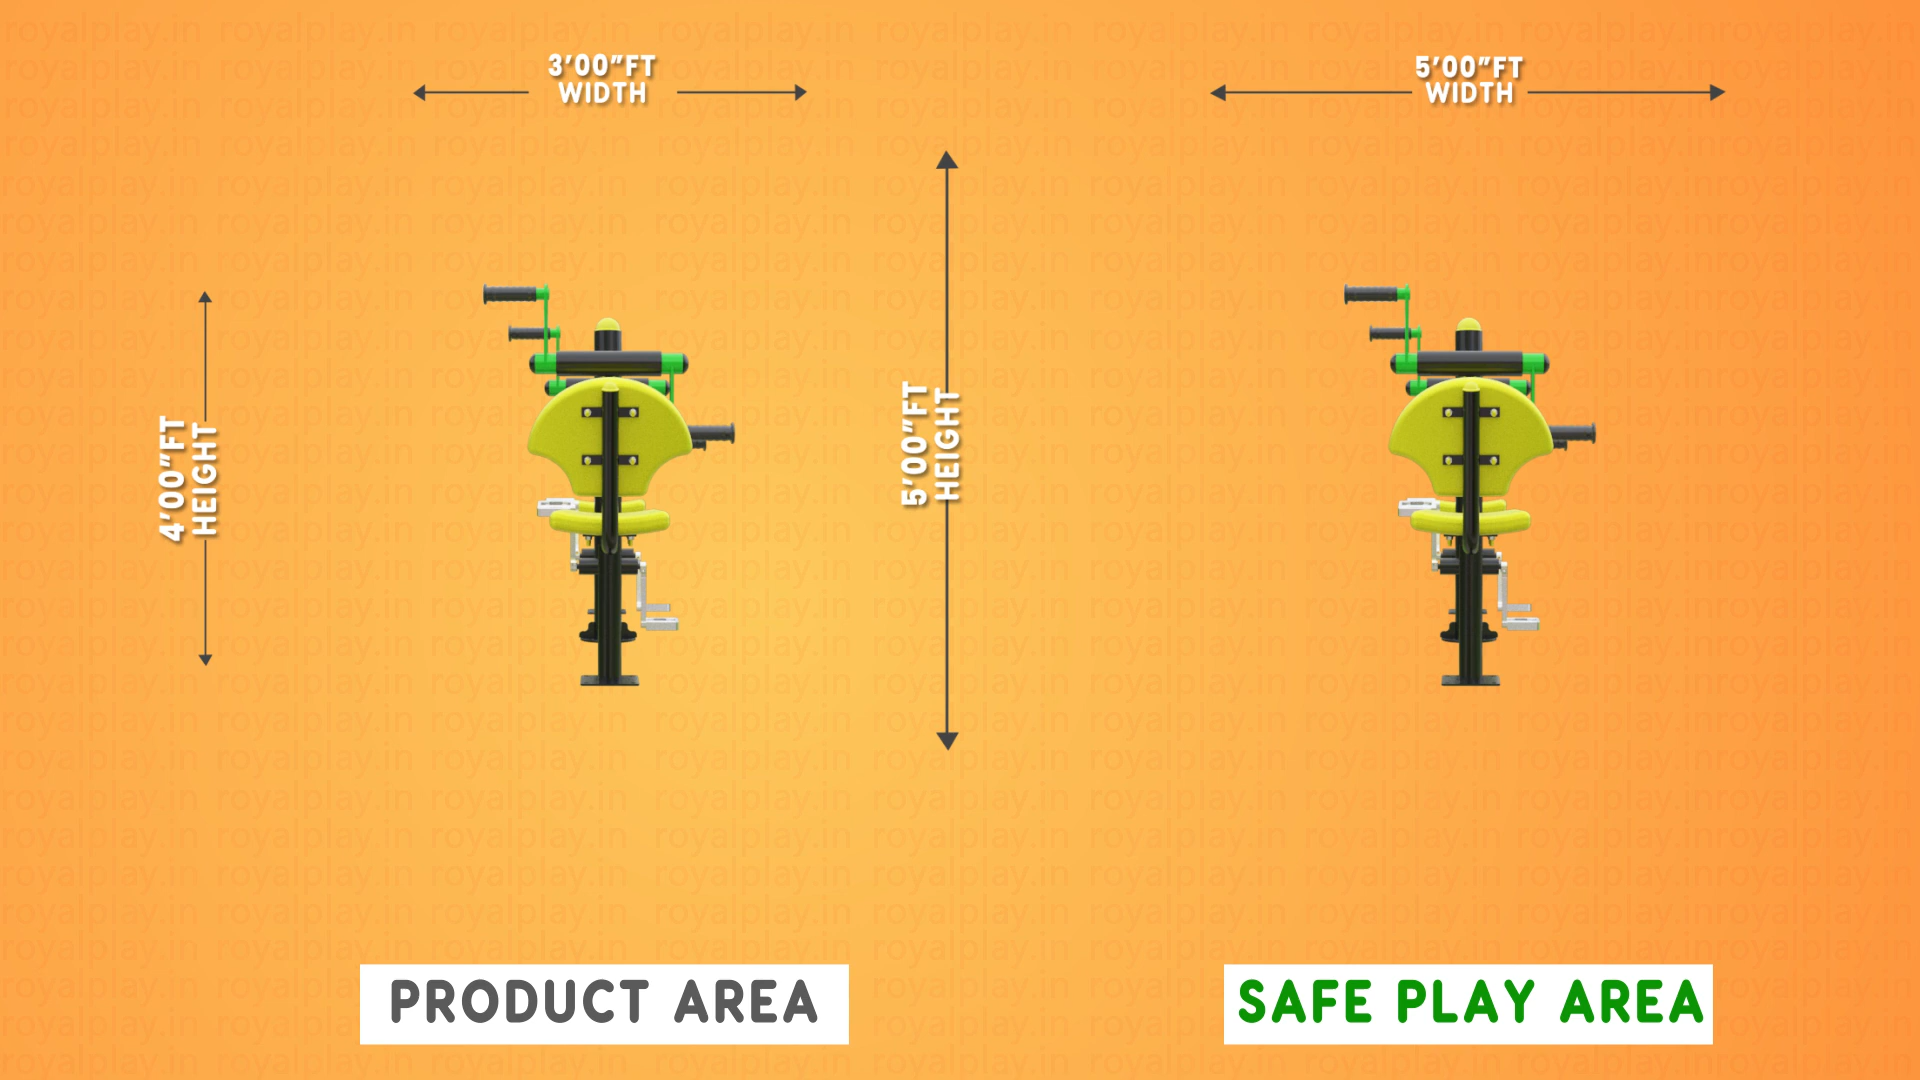 3'00"FT
WIDTH
5'00"FT
WIDTH
4'00"FT
HEIGHT
5'00"FT
HEIGHT
PRODUCT AREA
SAFE PLAY AREA
royalplay.in